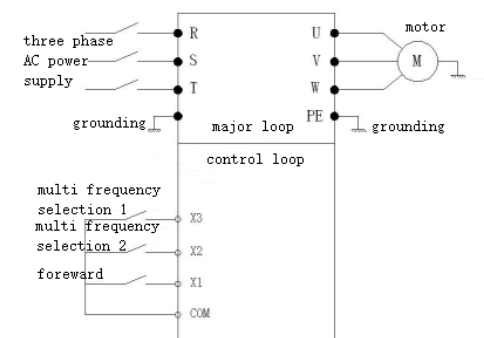 three phase
AC power
supply
R
S
T
grounding
U
V
W
PE
motor
M
grounding
major loop
control loop
multi frequency
selection 1
multi frequency
selection 2
foreward
X3
X2
X1
COM